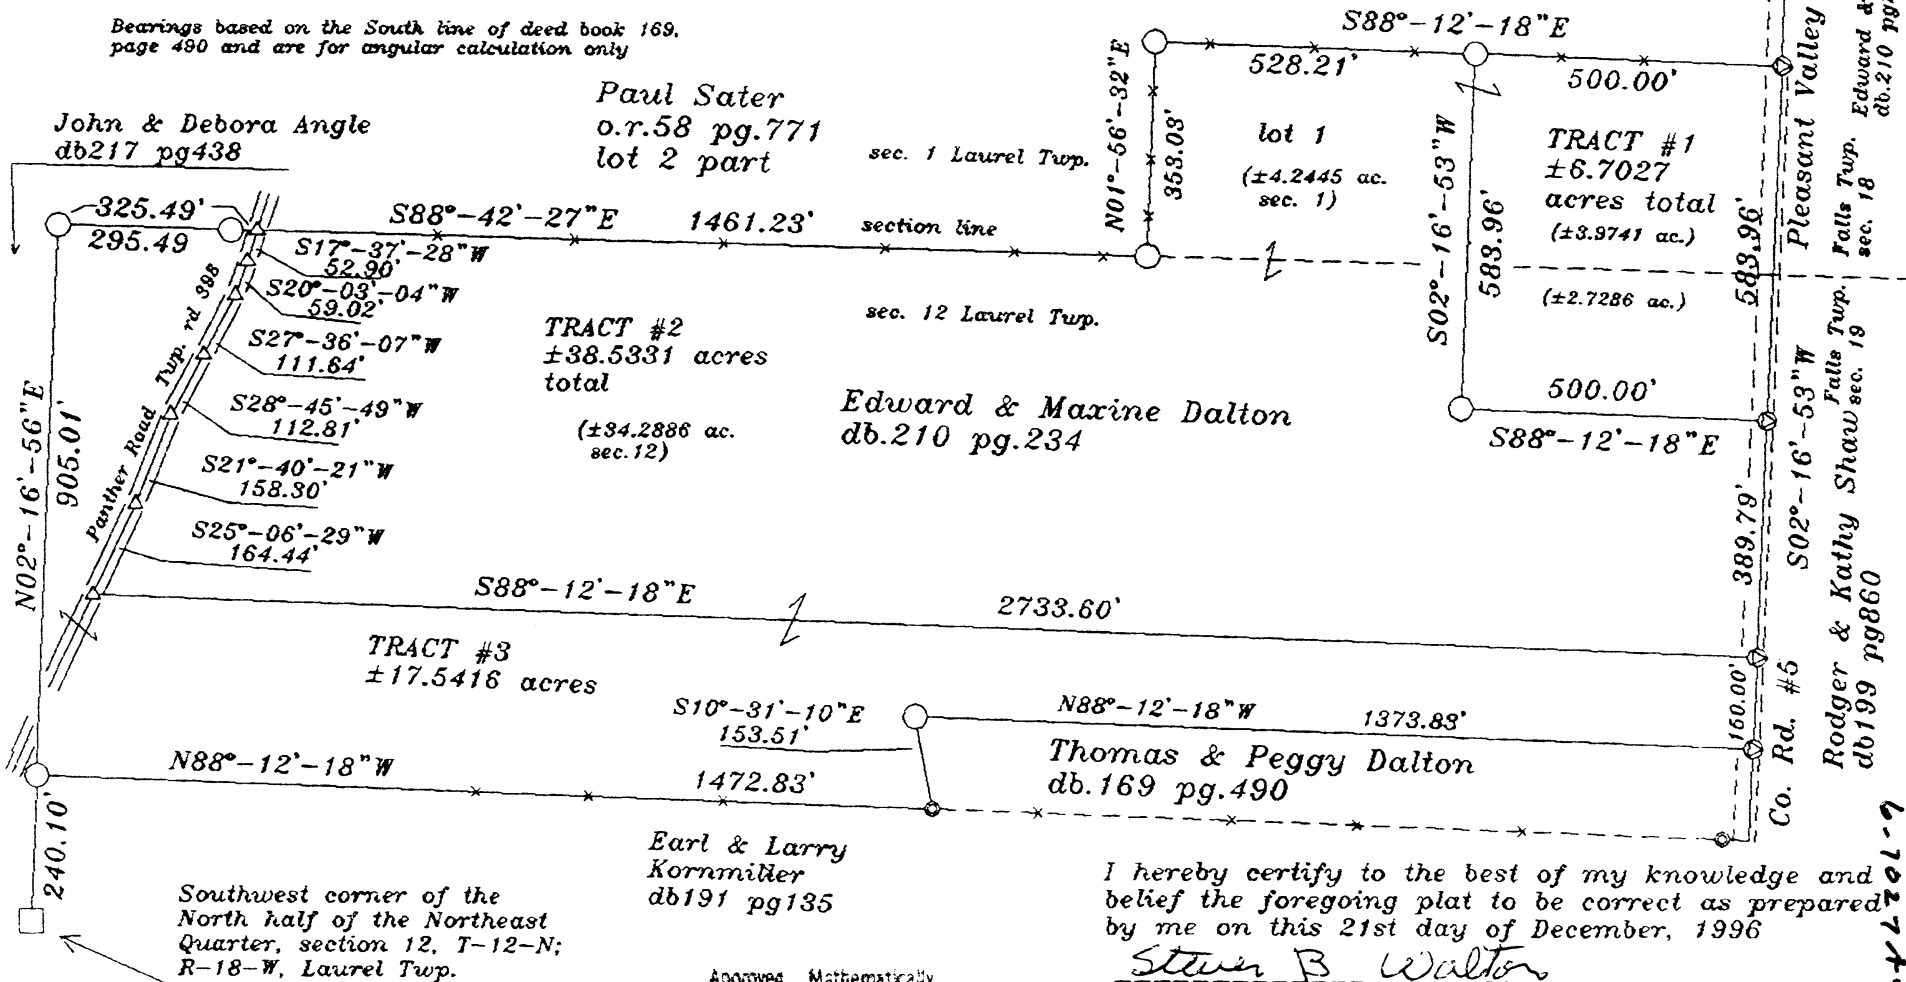 Bearings based on the South line of deed book 169,
page 490 and are for angular calculation only
John & Debora Angle
db217 pg438
Paul Sater
o.r.58 pg.771
lot 2 part
sec. 1 Laurel Twp.
S88°-12'-18"E
528.21'
500.00'
N01°-56'-32"E
353.03'
lot 1
(±4.2445 ac.
sec. 1)
S02°-16'-53"W
583.96'
TRACT #1
±6.7027
acres total
(±3.9741 ac.)
(±2.7286 ac.)
583.96'
Pleasant Valley
Falls Twp.
sec. 18
Edward &
db.210 pg
325.49'
295.49
S88°-42'-27"E
1461.23'
section line
S17°-37'-28"W
52.90'
S20°-03'-04"W
59.02'
S27°-36'-07"W
111.64'
S28°-45'-49"W
112.81'
S21°-40'-21"W
158.30'
S25°-06'-29"W
164.44'
Panther Road Twp. rd 39B
N02°-16'-56"E
905.01'
TRACT #2
±38.5331 acres
total
(±34.2886 ac.
sec.12)
sec. 12 Laurel Twp.
Edward & Maxine Dalton
db.210 pg.234
500.00'
S88°-12'-18"E
389.79'
S02°-16'-53"W
Falls Twp.
sec. 19
Rodger & Kathy Shaw
db199 pg860
S88°-12'-18"E
2733.60'
TRACT #3
±17.5416 acres
S10°-31'-10"E
153.51'
N88°-12'-18"W
1373.83'
160.00'
Co. Rd. #5
Thomas & Peggy Dalton
db.169 pg.490
N88°-12'-18"W
1472.83'
240.10'
Earl & Larry
Kornmiller
db191 pg135
Southwest corner of the
North half of the Northeast
Quarter, section 12, T-12-N;
R-18-W, Laurel Twp.
I hereby certify to the best of my knowledge and
belief the foregoing plat to be correct as prepared
by me on this 21st day of December, 1996
Steven B Walton
Approved Mathematically
6.7027 A.